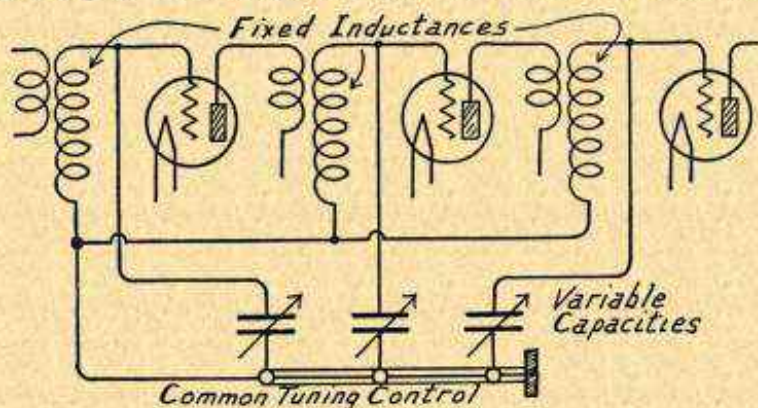 Fixed Inductances
Variable
Capacities
Common Tuning Control